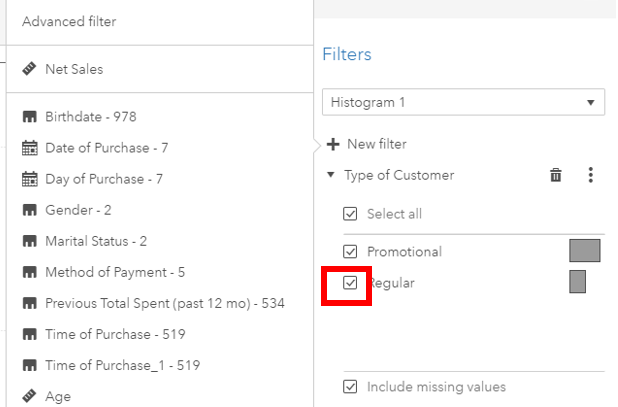 Advanced filter
Net Sales
Birthdate - 978
Date of Purchase - 7
Day of Purchase - 7
Gender - 2
Marital Status - 2
Method of Payment - 5
Previous Total Spent (past 12 mo) - 534
Time of Purchase - 519
Time of Purchase_1 - 519
Age
Filters
Histogram 1
New filter
Type of Customer
Select all
Promotional
Regular
Include missing values